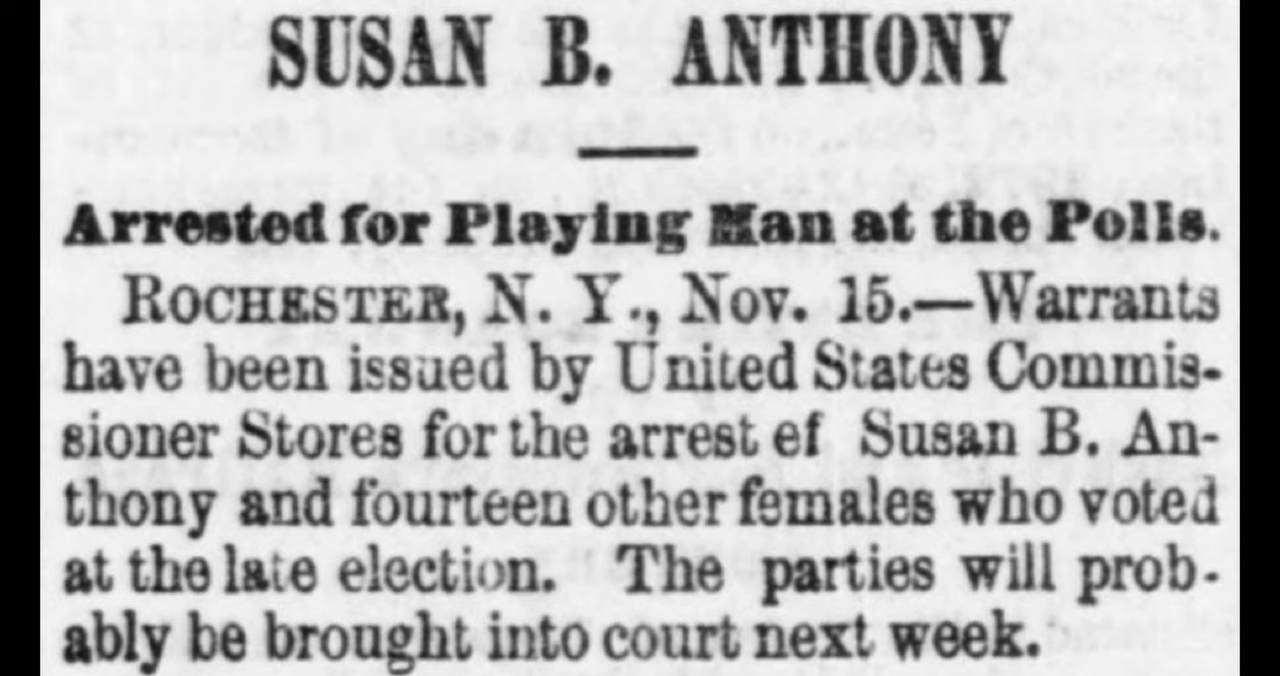 SUSAN B. ANTHONY
Arrested for Playing Man at the Polls.
ROCHESTER, N. Y., Nov. 15.—Warrants
have been issued by United States Commis-
sioner Stores for the arrest ef Susan B. An-
thony and fourteen other females who voted
at the late election. The parties will prob-
ably be brought into court next week.